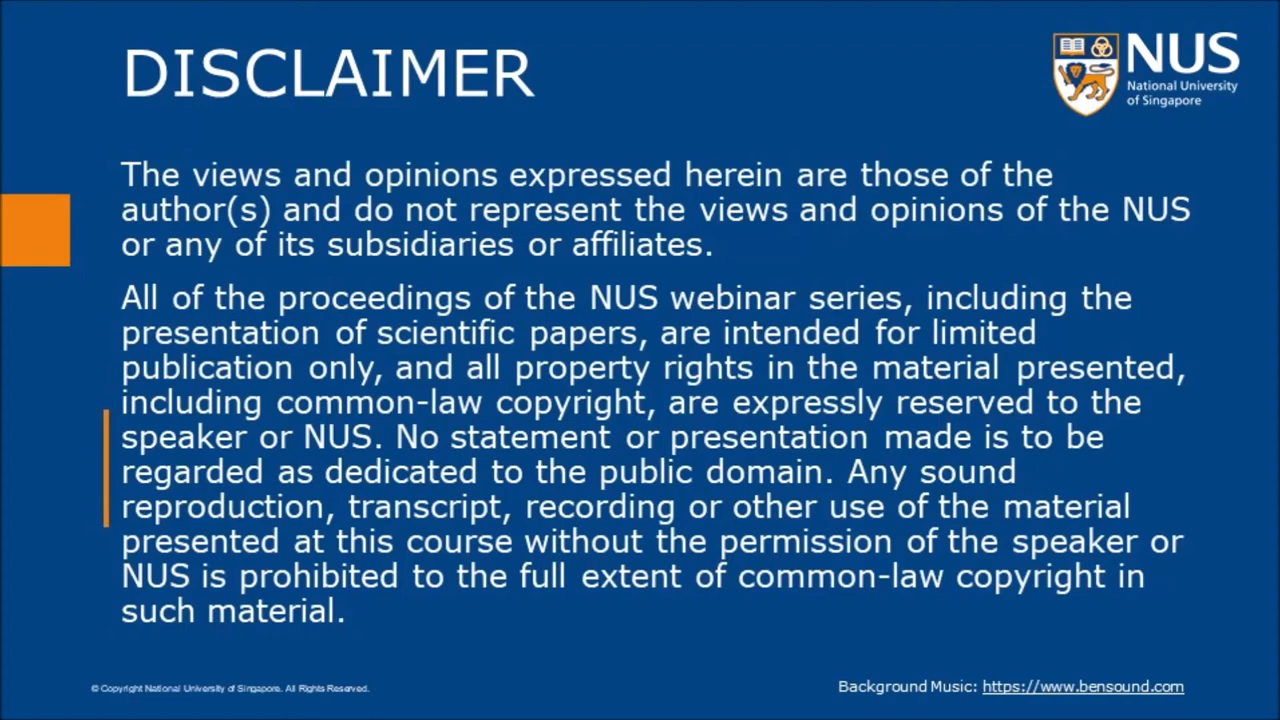 DISCLAIMER
NUS
National University
of Singapore
The views and opinions expressed herein are those of the
author(s) and do not represent the views and opinions of the NUS
or any of its subsidiaries or affiliates.
All of the proceedings of the NUS webinar series, including the
presentation of scientific papers, are intended for limited
publication only, and all property rights in the material presented,
including common-law copyright, are expressly reserved to the
speaker or NUS. No statement or presentation made is to be
regarded as dedicated to the public domain. Any sound
reproduction, transcript, recording or other use of the material
presented at this course without the permission of the speaker or
NUS is prohibited to the full extent of common-law copyright in
such material.
© Copyright National University of Singapore. All Rights Reserved.
Background Music: https://www.bensound.com